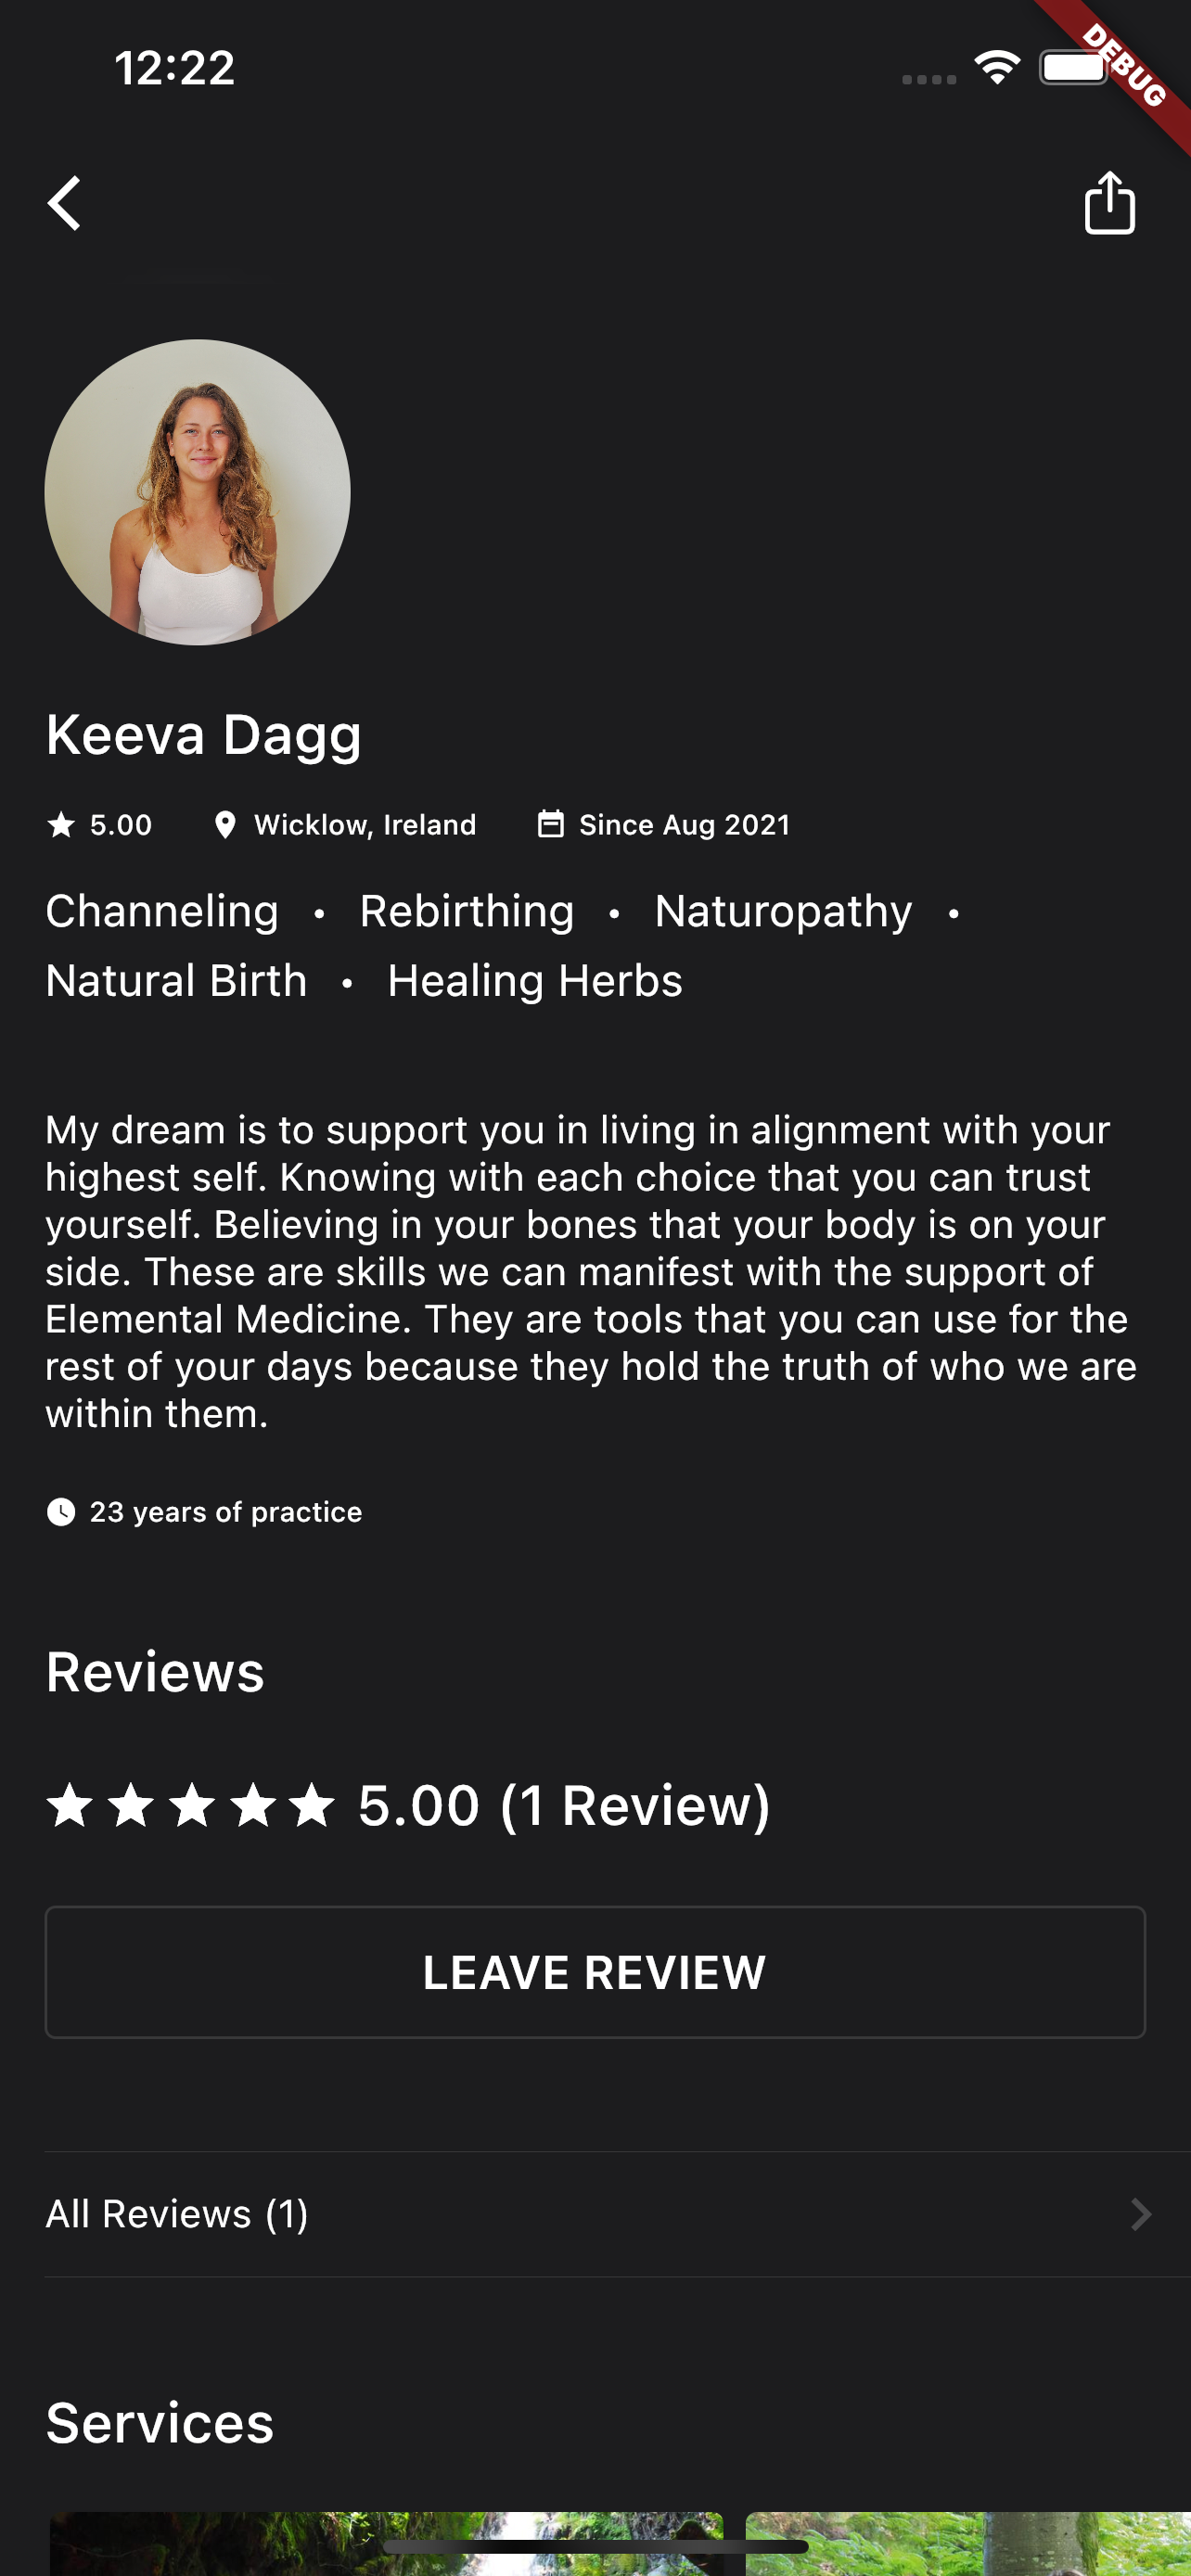 12:22
DEBUG
Keeva Dagg
5.00 Wicklow, Ireland Since Aug 2021
Channeling • Rebirthing • Naturopathy •
Natural Birth • Healing Herbs
My dream is to support you in living in alignment with your
highest self. Knowing with each choice that you can trust
yourself. Believing in your bones that your body is on your
side. These are skills we can manifest with the support of
Elemental Medicine. They are tools that you can use for the
rest of your days because they hold the truth of who we are
within them.
23 years of practice
Reviews
5.00 (1 Review)
LEAVE REVIEW
All Reviews (1)
Services